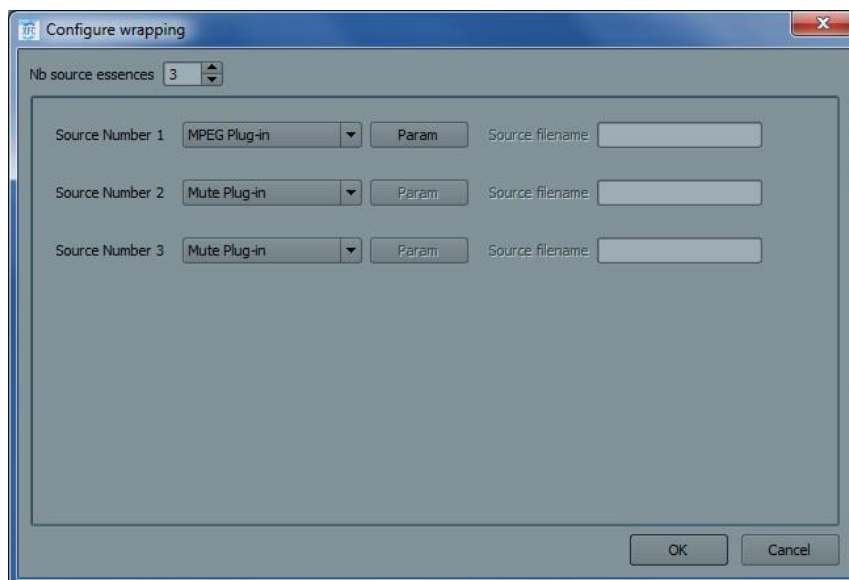 Configure wrapping
Nb source essences 3
Source Number 1 MPEG Plug-in Param Source filename
Source Number 2 Mute Plug-in Param Source filename
Source Number 3 Mute Plug-in Param Source filename
OK Cancel